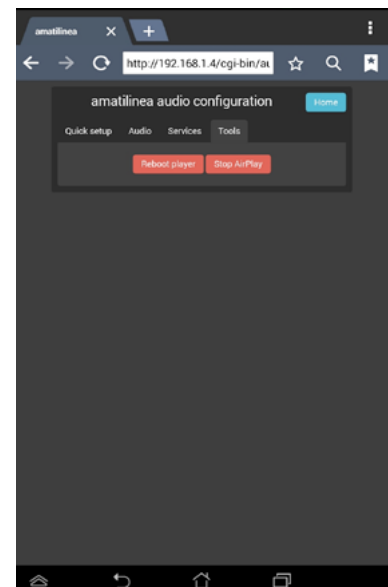 amatilinea
http://192.168.1.4/cgi-bin/au
amatilinea audio configuration Home
Quick setup Audio Services Tools
Reboot player Stop AirPlay